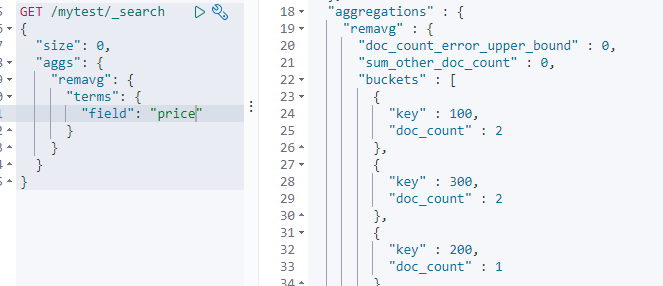 GET /mytest/_search
{
"size": 0,
"aggs": {
"remavg": {
"terms": {
"field": "price"
}
}
}
}
18 "aggregations" : {
19 "remavg" : {
20 "doc_count_error_upper_bound" : 0,
21 "sum_other_doc_count" : 0,
22 "buckets" : [
23 {
24 "key" : 100,
25 "doc_count" : 2
26 },
27 {
28 "key" : 300,
29 "doc_count" : 2
30 },
31 {
32 "key" : 200,
33 "doc_count" : 1
34 }